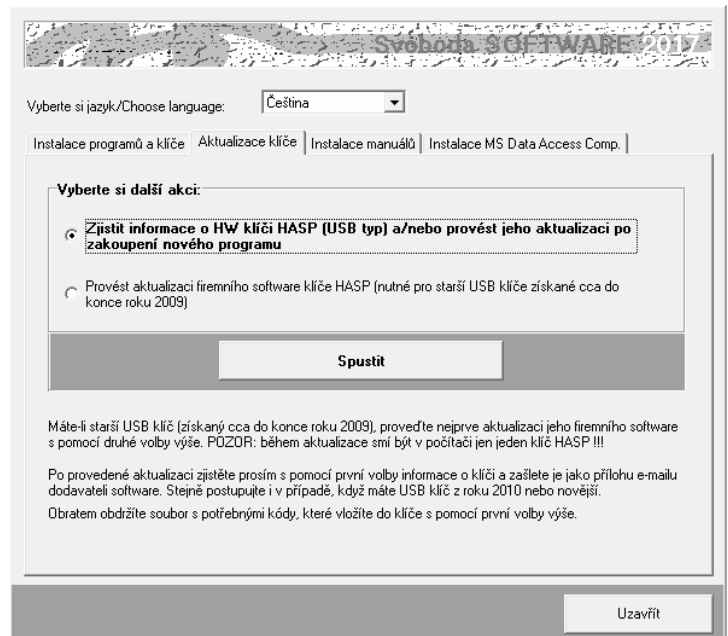 Svoboda SOFTWARE 2017
Vyberte si jazyk/Choose language:
Čeština
Instalace programů a klíče
Aktualizace klíče
Instalace manuálů
Instalace MS Data Access Comp.
Vyberte si další akci:
Zjistit informace o HW klíči HASP (USB typ) a/nebo provést jeho aktualizaci po
zakoupení nového programu
Provést aktualizaci firemního software klíče HASP (nutné pro starší USB klíče získané cca do
konce roku 2009)
Spustit
Máte-li starší USB klíč (získaný cca do konce roku 2009), proveďte nejprve aktualizaci jeho firemního software
s pomocí druhé volby výše. POZOR: během aktualizace smí být v počítači jen jeden klíč HASP !!!
Po provedené aktualizaci zjistěte prosím s pomocí první volby informace o klíči a zašlete je jako přílohu e-mailu
dodavateli software. Stejně postupujte i v případě, když máte USB klíč z roku 2010 nebo novější.
Obratem obdržíte soubor s potřebnými kódy, které vložíte do klíče s pomocí první volby výše.
Uzavřít